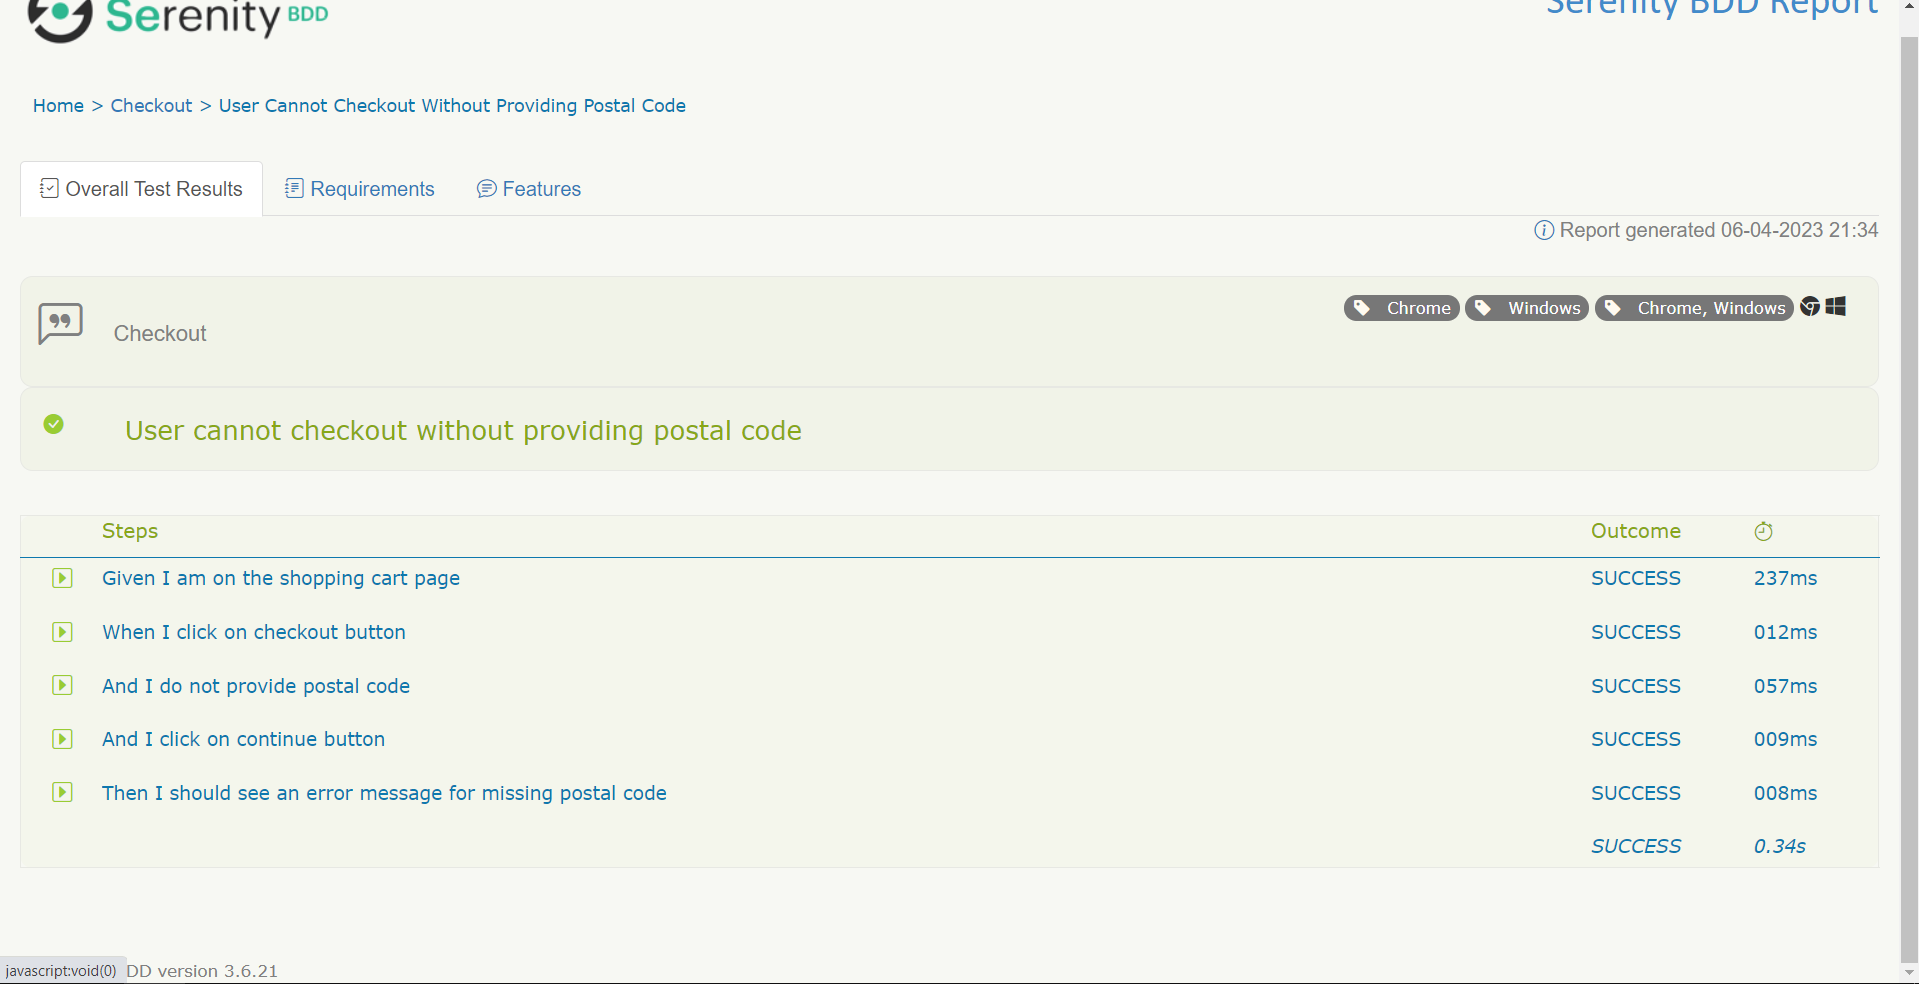 Serenity BDD
Serenity BDD Report
Home > Checkout > User Cannot Checkout Without Providing Postal Code
Overall Test Results Requirements Features
Report generated 06-04-2023 21:34
Chrome Windows Chrome, Windows
Checkout
User cannot checkout without providing postal code
Steps Outcome
Given I am on the shopping cart page SUCCESS 237ms
When I click on checkout button SUCCESS 012ms
And I do not provide postal code SUCCESS 057ms
And I click on continue button SUCCESS 009ms
Then I should see an error message for missing postal code SUCCESS 008ms
SUCCESS 0.34s
javascript:void(0) DD version 3.6.21